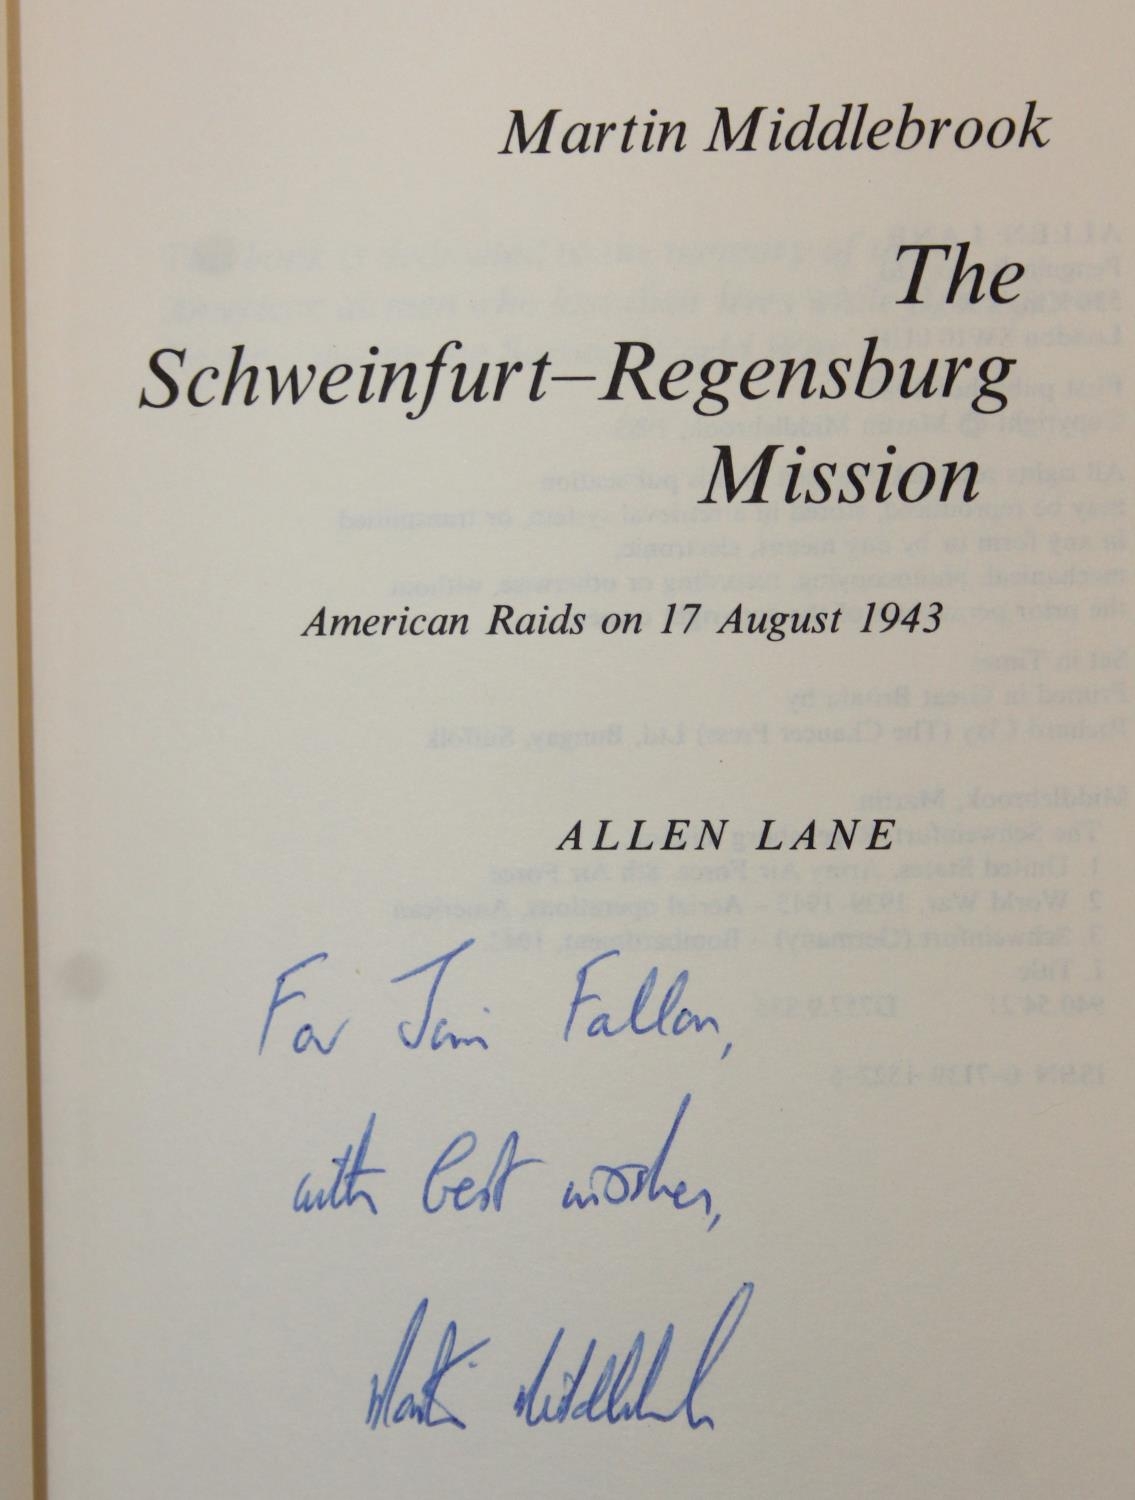 Martin Middlebrook
The
Schweinfurt–Regensburg
Mission
American Raids on 17 August 1943
ALLEN LANE
For Jim Fallon,
with best wishes,
Martin Middlebrook